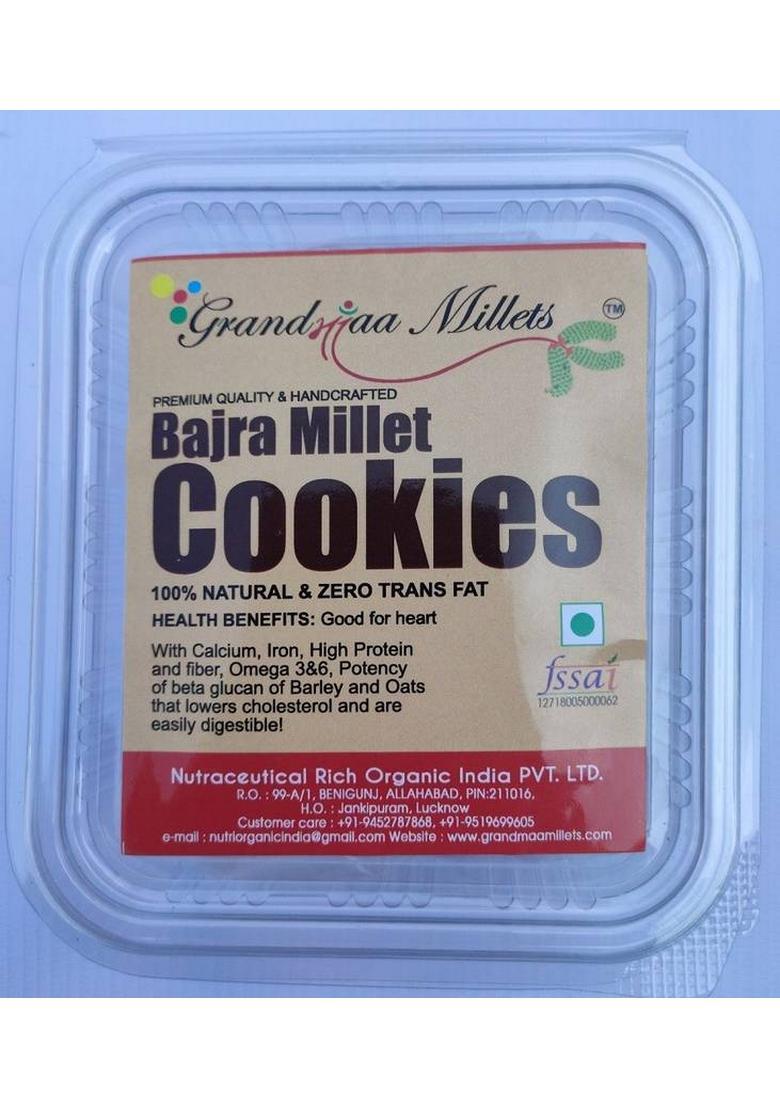 Grandmaa Millets TM
PREMIUM QUALITY & HANDCRAFTED
Bajra Millet
Cookies
100% NATURAL & ZERO TRANS FAT
HEALTH BENEFITS: Good for heart
With Calcium, Iron, High Protein
and fiber, Omega 3&6, Potency
of beta glucan of Barley and Oats
that lowers cholesterol and are
easily digestible!
fssai
12718005000062
Nutraceutical Rich Organic India PVT. LTD.
R.O. : 99-A/1, BENIGUNJ, ALLAHABAD, PIN:211016,
H.O. : Jankipuram, Lucknow
Customer care : +91-9452787868, +91-9519699605
e-mail : nutriorganicindia@gmail.com Website : www.grandmaamillets.com